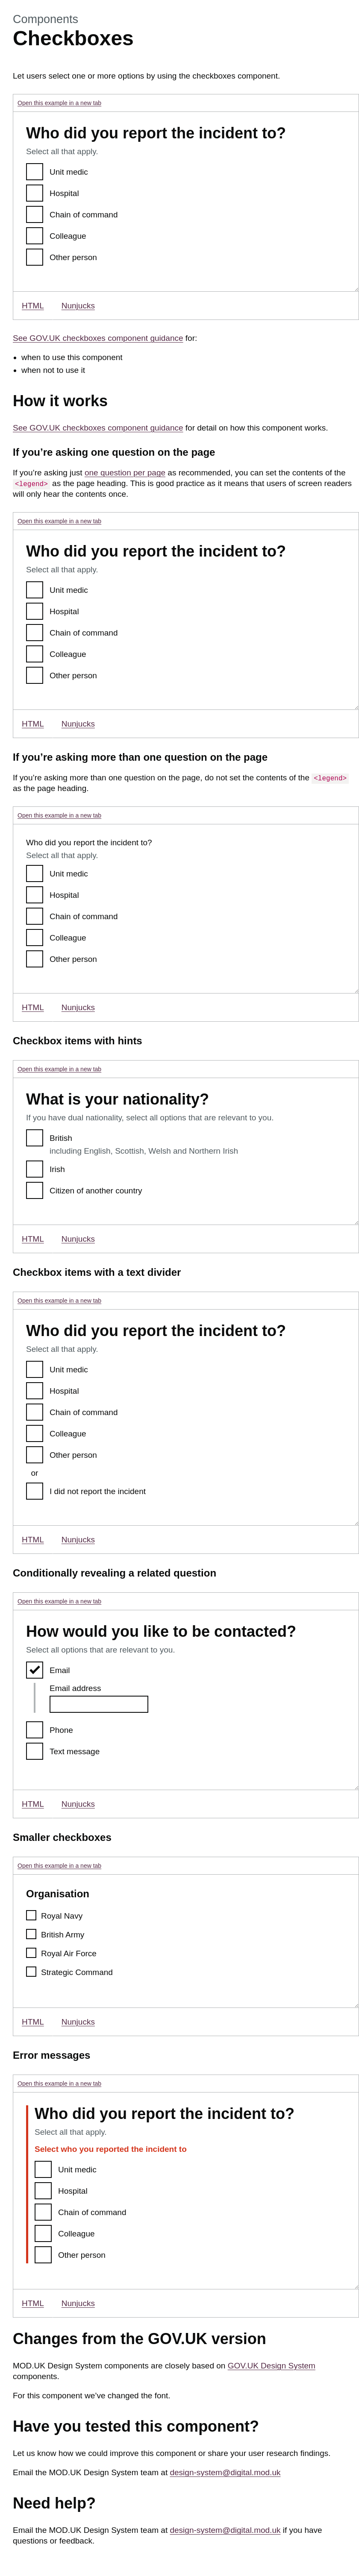 Components
Checkboxes
Let users select one or more options by using the checkboxes component.
Open this example in a new tab
Who did you report the incident to?
Select all that apply.
Unit medic
Hospital
Chain of command
Colleague
Other person
HTML Nunjucks
See GOV.UK checkboxes component guidance for:
• when to use this component
• when not to use it
How it works
See GOV.UK checkboxes component guidance for detail on how this component works.
If you're asking one question on the page
If you're asking just one question per page as recommended, you can set the contents of the
<legend> as the page heading. This is good practice as it means that users of screen readers
will only hear the contents once.
Open this example in a new tab
Who did you report the incident to?
Select all that apply.
Unit medic
Hospital
Chain of command
Colleague
Other person
HTML Nunjucks
If you're asking more than one question on the page
If you're asking more than one question on the page, do not set the contents of the <legend>
as the page heading.
Open this example in a new tab
Who did you report the incident to?
Select all that apply.
Unit medic
Hospital
Chain of command
Colleague
Other person
HTML Nunjucks
Checkbox items with hints
Open this example in a new tab
What is your nationality?
If you have dual nationality, select all options that are relevant to you.
British
including English, Scottish, Welsh and Northern Irish
Irish
Citizen of another country
HTML Nunjucks
Checkbox items with a text divider
Open this example in a new tab
Who did you report the incident to?
Select all that apply.
Unit medic
Hospital
Chain of command
Colleague
Other person
or
I did not report the incident
HTML Nunjucks
Conditionally revealing a related question
Open this example in a new tab
How would you like to be contacted?
Select all options that are relevant to you.
Email
Email address
Phone
Text message
HTML Nunjucks
Smaller checkboxes
Open this example in a new tab
Organisation
Royal Navy
British Army
Royal Air Force
Strategic Command
HTML Nunjucks
Error messages
Open this example in a new tab
Who did you report the incident to?
Select all that apply.
Select who you reported the incident to
Unit medic
Hospital
Chain of command
Colleague
Other person
HTML Nunjucks
Changes from the GOV.UK version
MOD.UK Design System components are closely based on GOV.UK Design System
components.
For this component we've changed the font.
Have you tested this component?
Let us know how we could improve this component or share your user research findings.
Email the MOD.UK Design System team at design-system@digital.mod.uk
Need help?
Email the MOD.UK Design System team at design-system@digital.mod.uk if you have
questions or feedback.